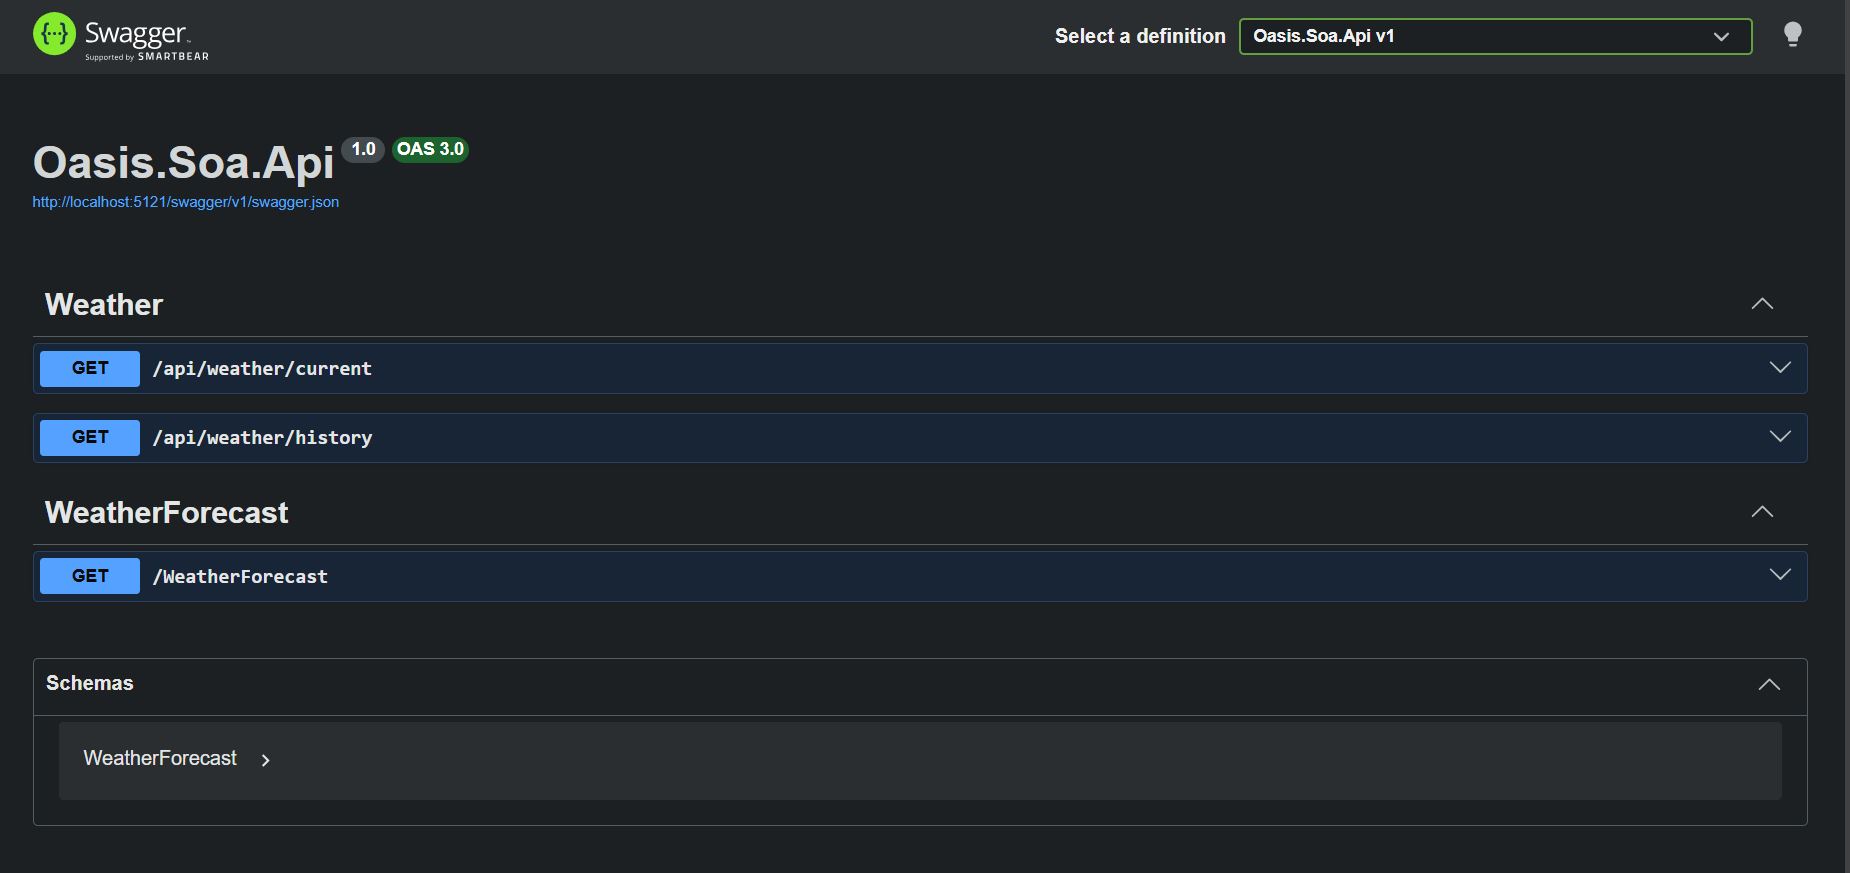 Swagger
Supported by SMARTBEAR
Select a definition
Oasis.Soa.Api v1
Oasis.Soa.Api 1.0 OAS 3.0
http://localhost:5121/swagger/v1/swagger.json
Weather
GET /api/weather/current
GET /api/weather/history
WeatherForecast
GET /WeatherForecast
Schemas
WeatherForecast